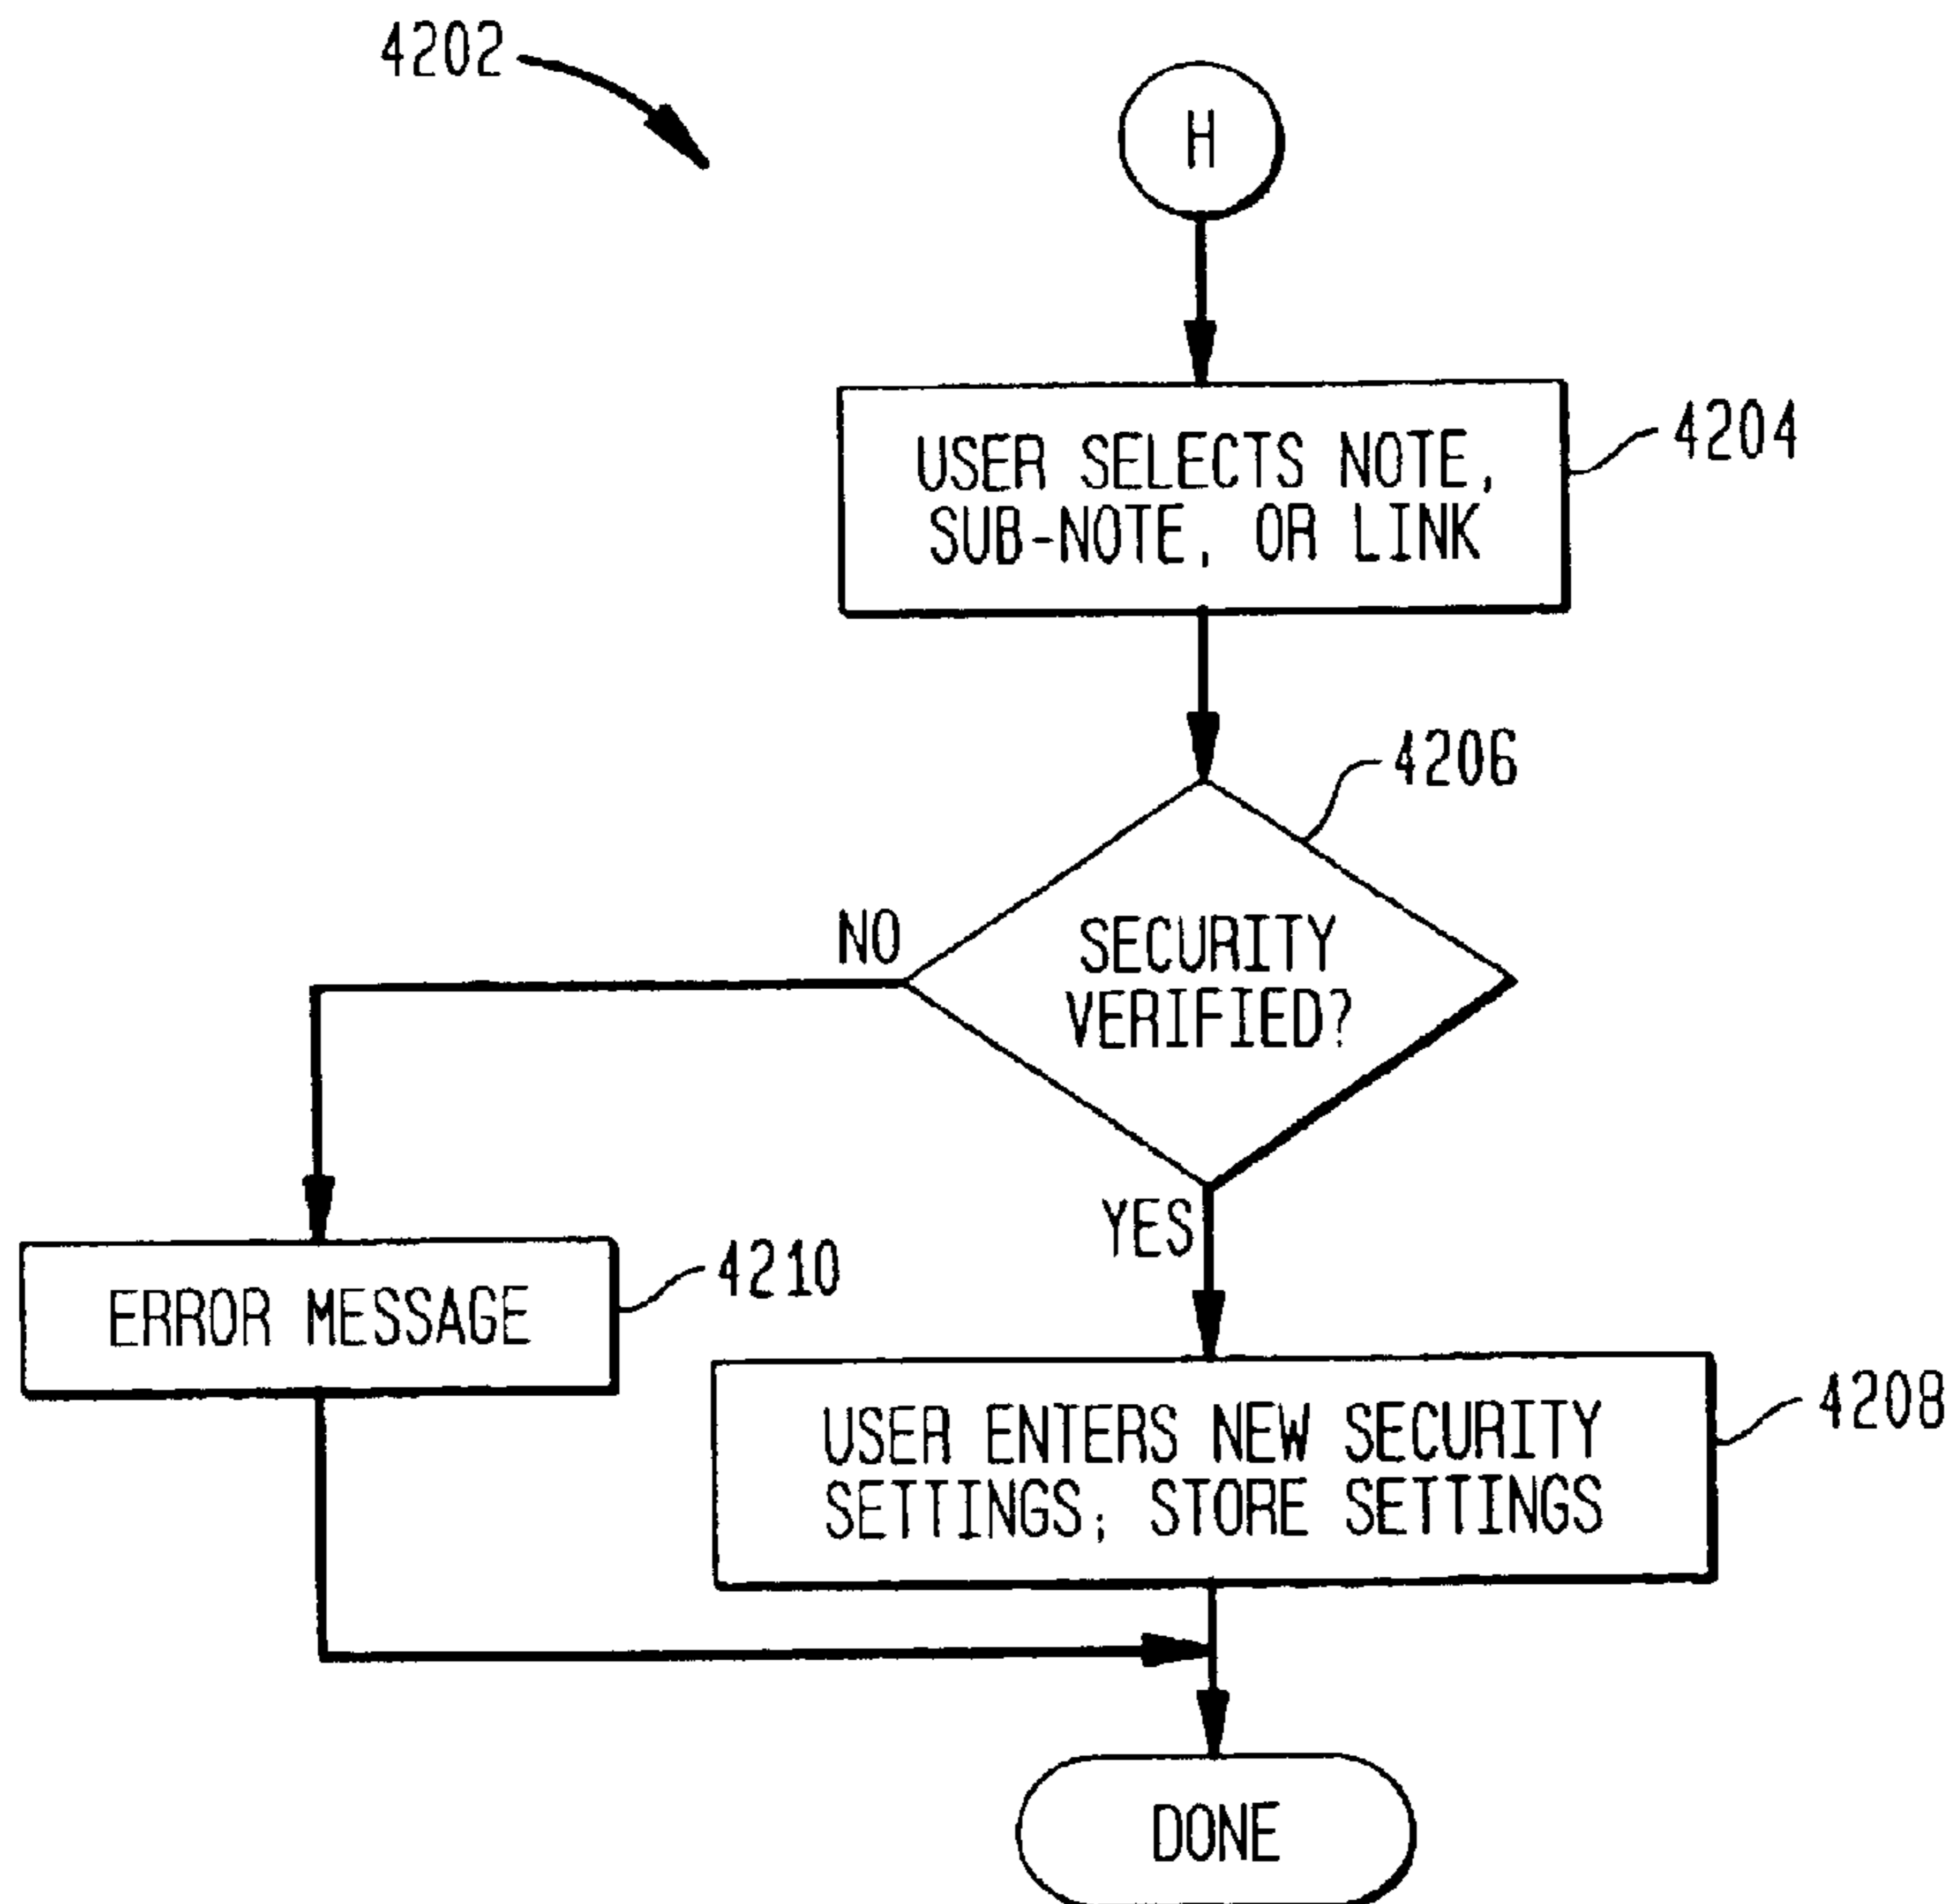 4202
H
USER SELECTS NOTE,
SUB-NOTE, OR LINK
4204
4206
SECURITY
VERIFIED?
NO
YES
ERROR MESSAGE
4210
USER ENTERS NEW SECURITY
SETTINGS; STORE SETTINGS
4208
DONE